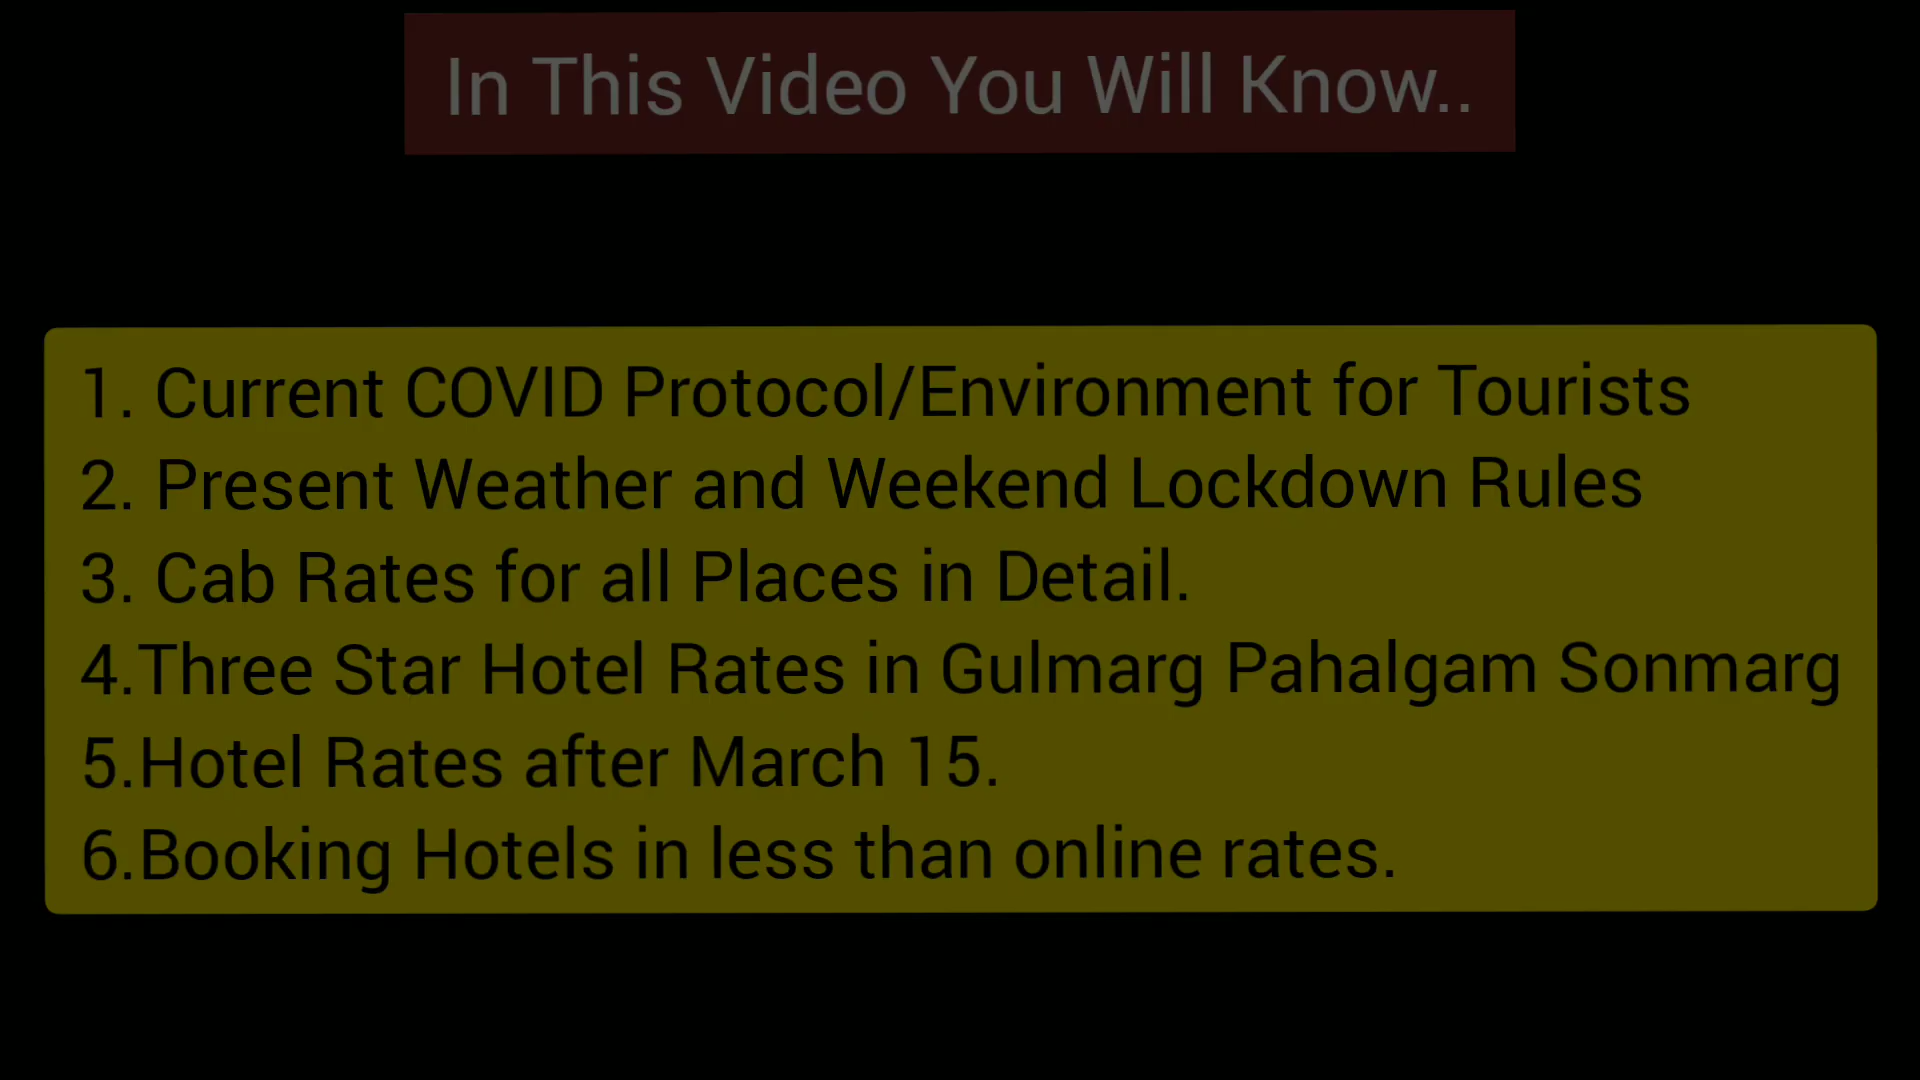 In This Video You Will Know..
1. Current COVID Protocol/Environment for Tourists
2. Present Weather and Weekend Lockdown Rules
3. Cab Rates for all Places in Detail.
4.Three Star Hotel Rates in Gulmarg Pahalgam Sonmarg
5.Hotel Rates after March 15.
6.Booking Hotels in less than online rates.